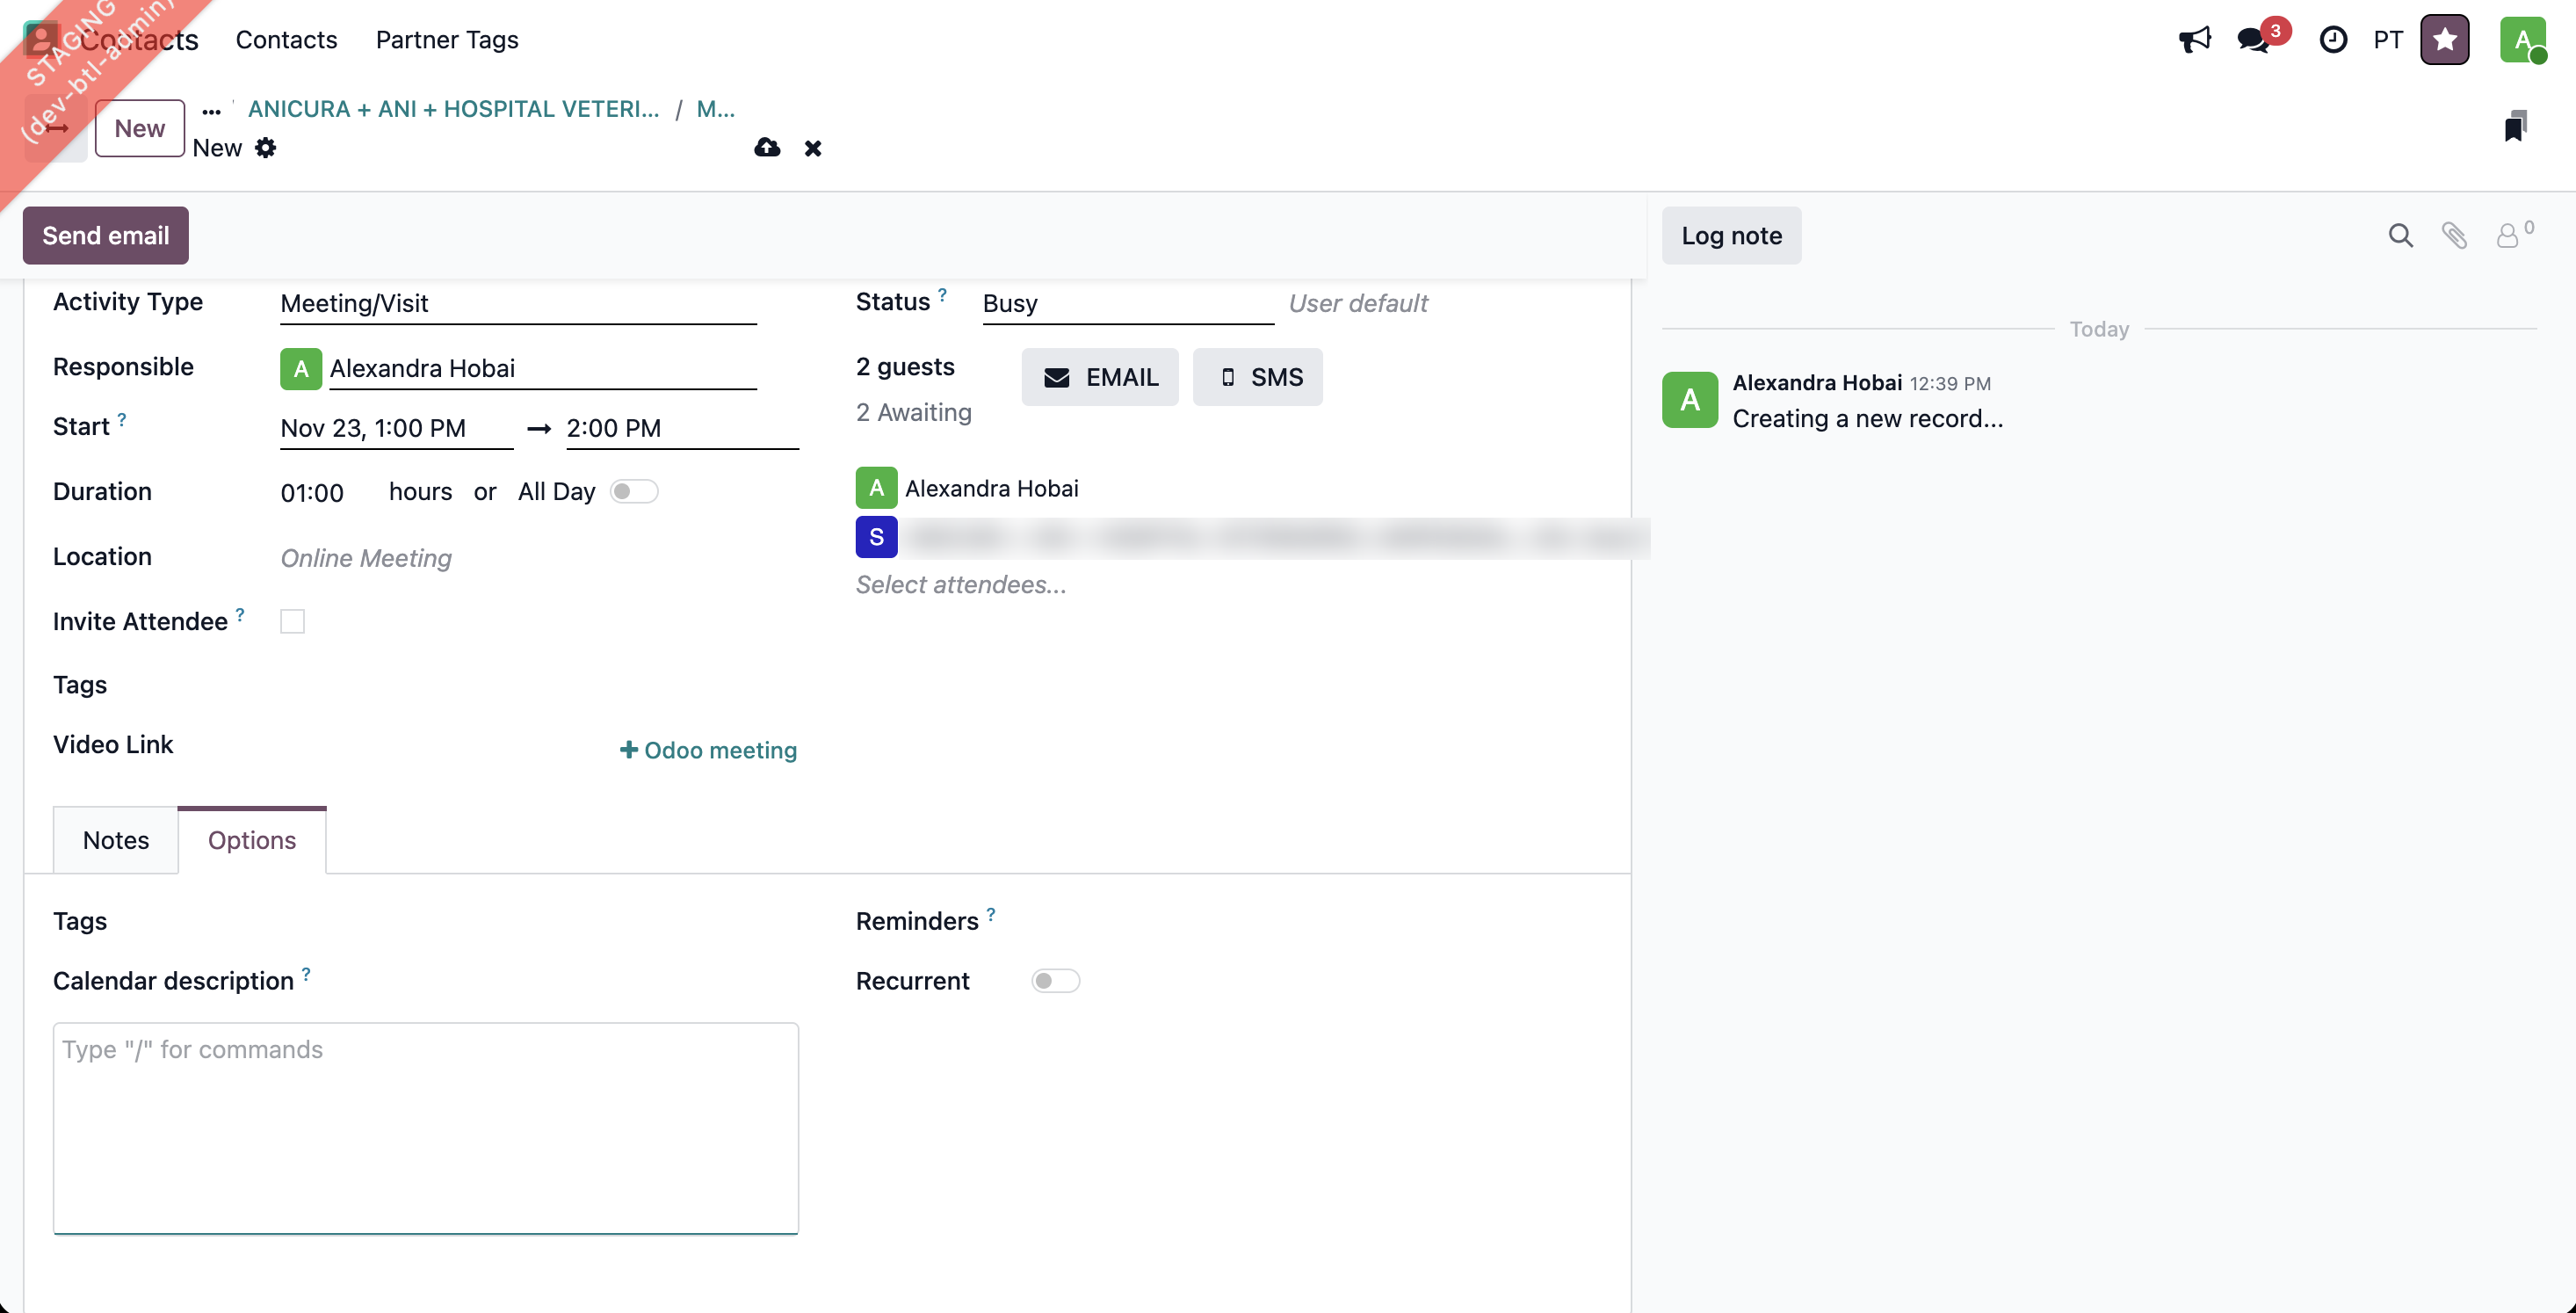 STAGING
(dev-btl-admin)
Contacts
Contacts
Partner Tags
3
PT
A
New
...
ANICURA + ANI + HOSPITAL VETERI... / M...
New
Send email
Log note
0
Activity Type
Meeting/Visit
Status ?
Busy
User default
Responsible
A
Alexandra Hobai
2 guests
EMAIL
SMS
2 Awaiting
Start ?
Nov 23, 1:00 PM
2:00 PM
Duration
01:00
hours or All Day
A
Alexandra Hobai
S
Select attendees...
Location
Online Meeting
Invite Attendee ?
Tags
Video Link
Odoo meeting
Notes
Options
Tags
Reminders ?
Calendar description ?
Recurrent
Type "/" for commands
Today
A
Alexandra Hobai 12:39 PM
Creating a new record...